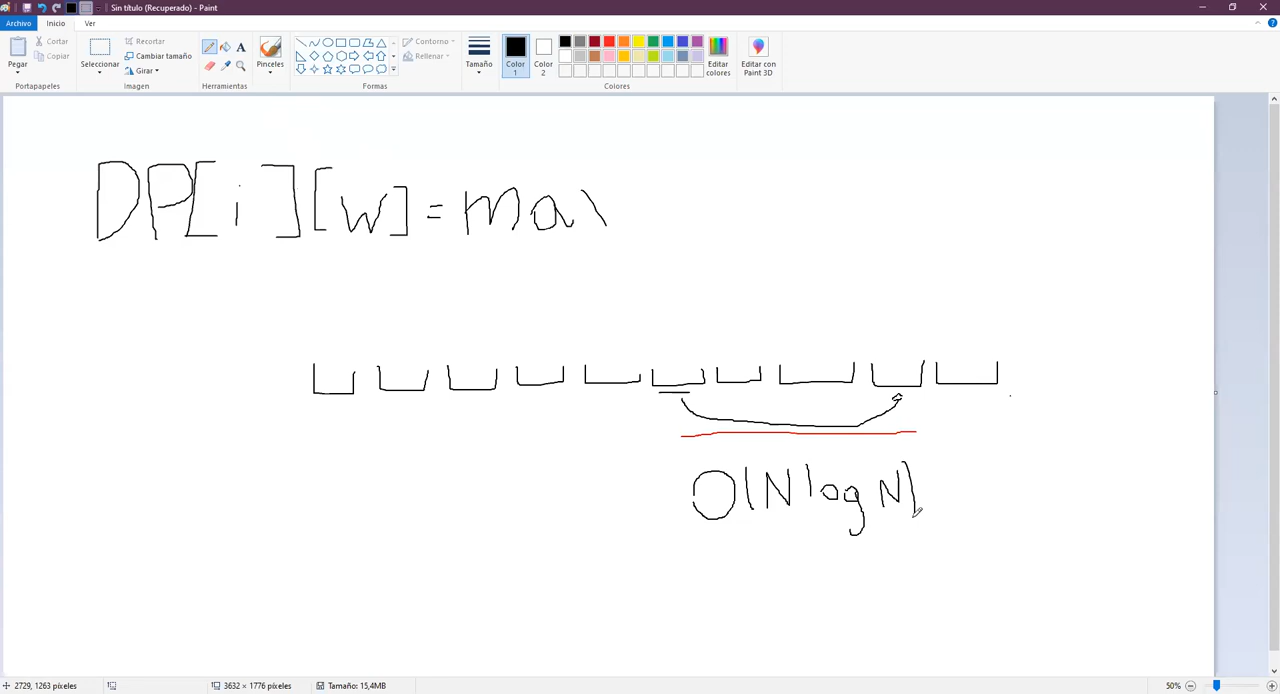 Sin título (Recuperado) - Paint
Archivo Inicio Ver
Pegar Cortar Copiar
Portapapeles
Seleccionar Recortar Cambiar tamaño Girar
Imagen
Herramientas
Pinceles
Contorno Rellenar
Formas
Tamaño
Color 1 Color 2 Editar colores
Colores
Editar con Paint 3D
DP[i][w]=max
O(N log N)
2729, 1263 píxeles 3632 × 1776 píxeles Tamaño: 15,4MB 50%